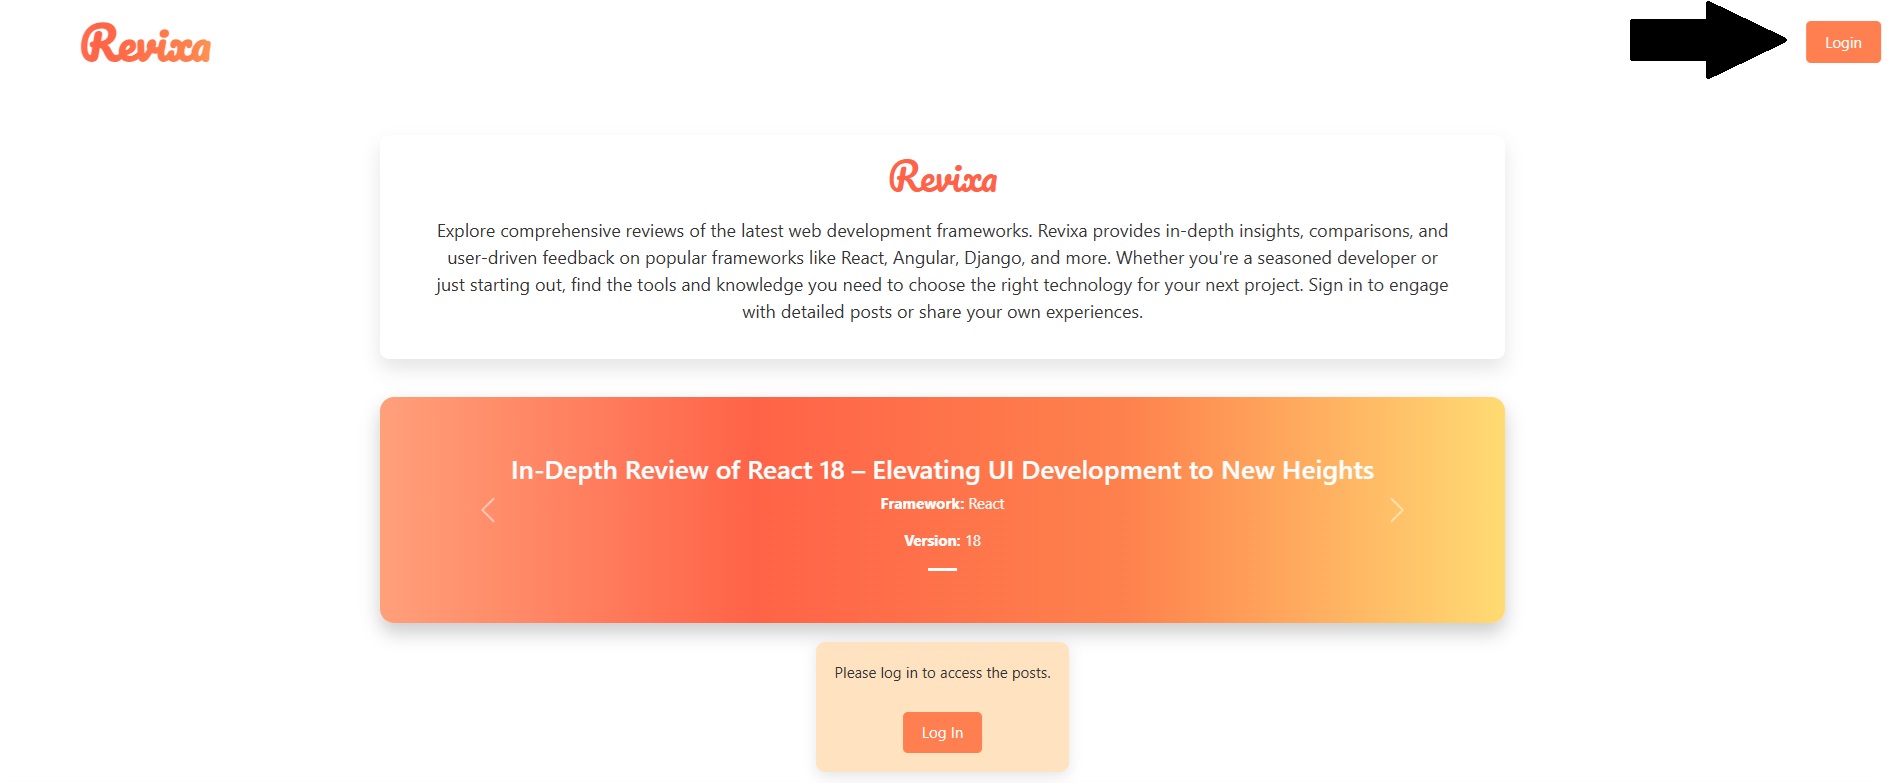 Revixa
Login
Revixa
Explore comprehensive reviews of the latest web development frameworks. Revixa provides in-depth insights, comparisons, and
user-driven feedback on popular frameworks like React, Angular, Django, and more. Whether you're a seasoned developer or
just starting out, find the tools and knowledge you need to choose the right technology for your next project. Sign in to engage
with detailed posts or share your own experiences.
In-Depth Review of React 18 – Elevating UI Development to New Heights
Framework: React
Version: 18
Please log in to access the posts.
Log In